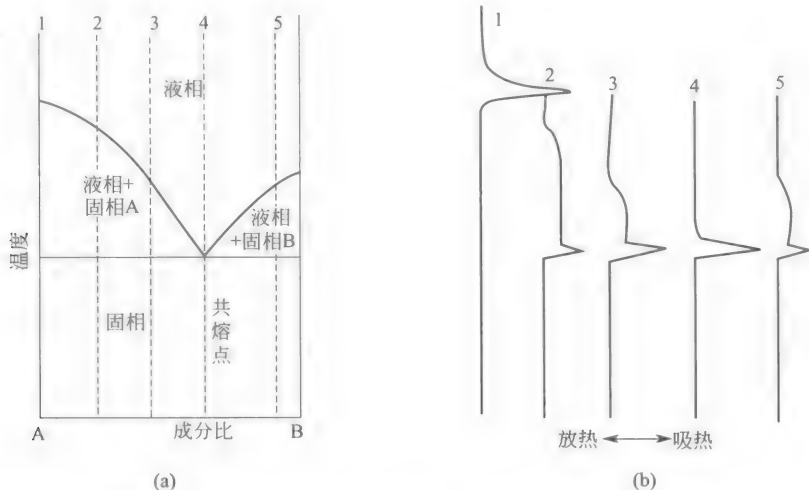 1 2 3 4 5
液相
液相+
固相A
液相
+固相B
温度
固相
共熔点
A 成分比 B
(a)
1
2 3 4 5
放热 吸热
(b)